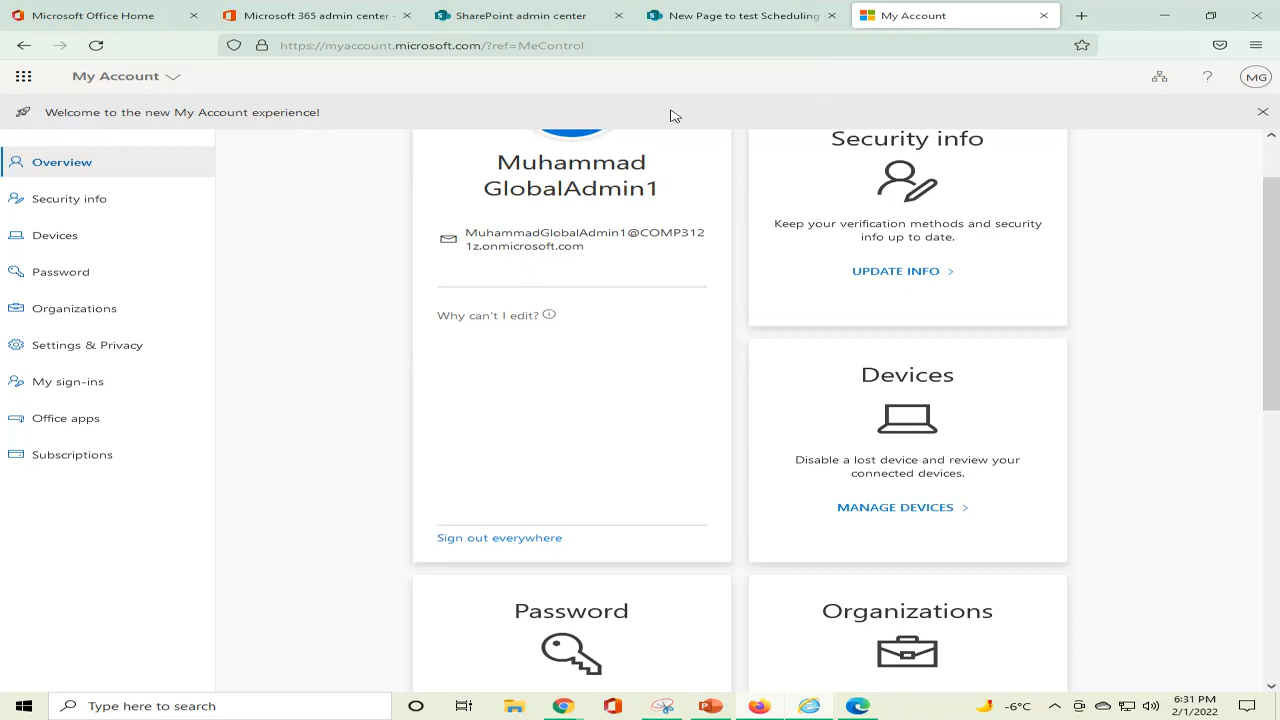 Microsoft Office Home
Microsoft 365 admin center -
SharePoint admin center
New Page to test Scheduling
My Account
https://myaccount.microsoft.com/?ref=MeControl
My Account
MG
Welcome to the new My Account experience!
Overview
Security info
Devices
Password
Organizations
Settings & Privacy
My sign-ins
Office apps
Subscriptions
Muhammad
GlobalAdmin1
MuhammadGlobalAdmin1@COMP312
1z.onmicrosoft.com
Why can't I edit?
Sign out everywhere
Security info
Keep your verification methods and security
info up to date.
UPDATE INFO >
Devices
Disable a lost device and review your
connected devices.
MANAGE DEVICES >
Password
Organizations
Type here to search
-6°C
6:31 PM
2/1/2022